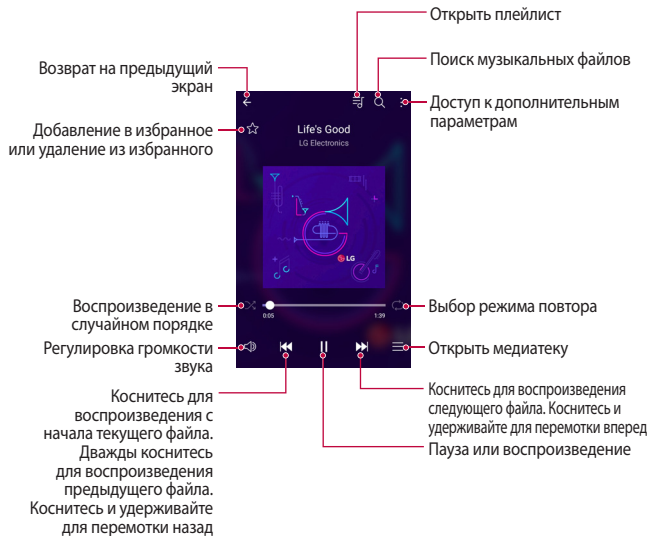 Открыть плейлист
Поиск музыкальных файлов
Возврат на предыдущий
экран
Доступ к дополнительным
параметрам
Добавление в избранное
или удаление из избранного
Life's Good
LG Electronics
LG
Воспроизведение в
случайном порядке
0:05
1:39
Выбор режима повтора
Регулировка громкости
звука
Открыть медиатеку
Коснитесь для
воспроизведения с
начала текущего файла.
Дважды коснитесь
для воспроизведения
предыдущего файла.
Коснитесь и удерживайте
для перемотки назад
Коснитесь для воспроизведения
следующего файла. Коснитесь и
удерживайте для перемотки вперед
Пауза или воспроизведение